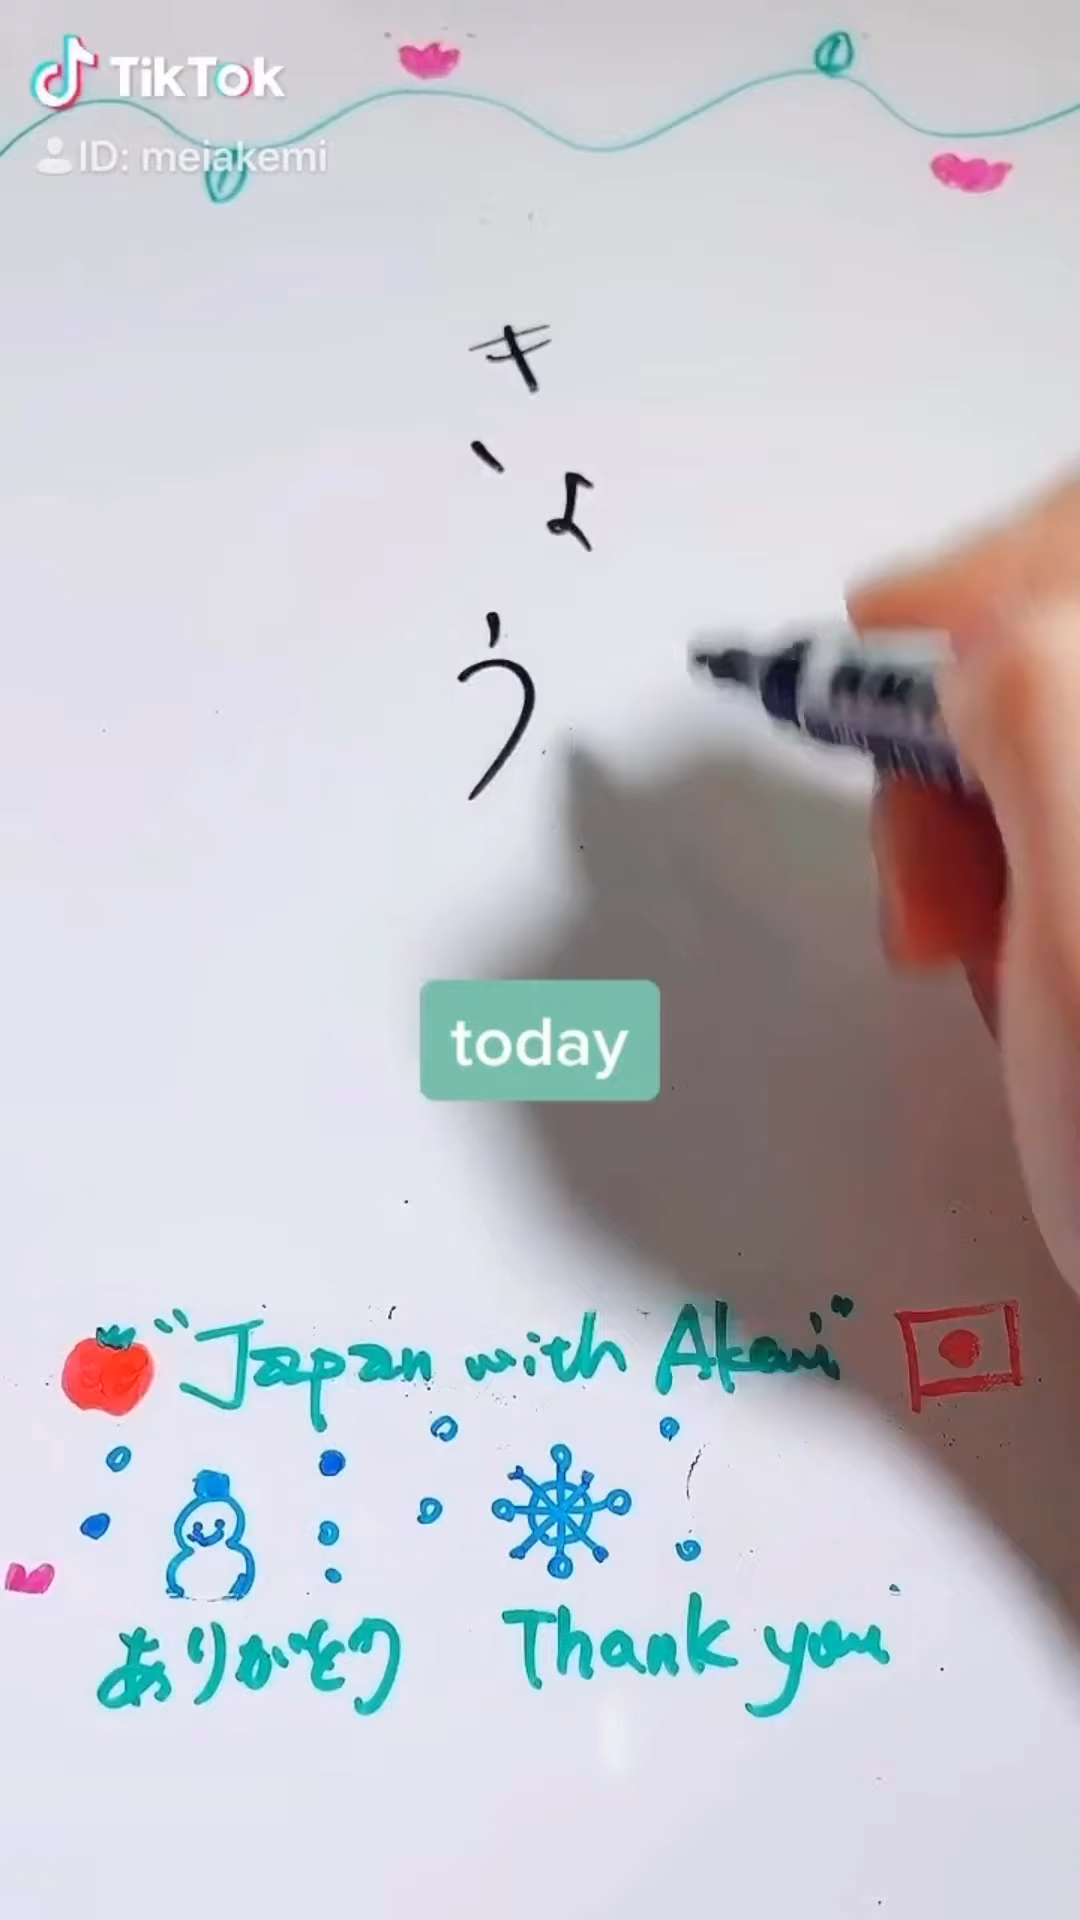 TikTok
ID: meiakemi
きょう
today
"Japan with Akemi"
ありがとう Thank you